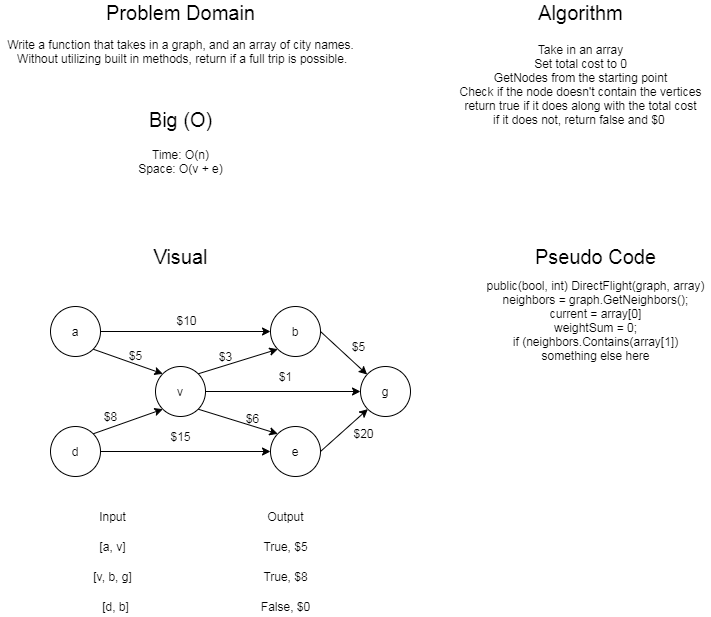 Problem Domain
Write a function that takes in a graph, and an array of city names.
Without utilizing built in methods, return if a full trip is possible.
Big (O)
Time: O(n)
Space: O(v + e)
Algorithm
Take in an array
Set total cost to 0
GetNodes from the starting point
Check if the node doesn't contain the vertices
return true if it does along with the total cost
if it does not, return false and $0
Visual
a
$10
b
$5
$3
$5
v
$1
g
$8
$6
$15
$20
d
e
Input
Output
[a, v]
True, $5
[v, b, g]
True, $8
[d, b]
False, $0
Pseudo Code
public(bool, int) DirectFlight(graph, array)
neighbors = graph.GetNeighbors();
current = array[0]
weightSum = 0;
if (neighbors.Contains(array[1])
something else here